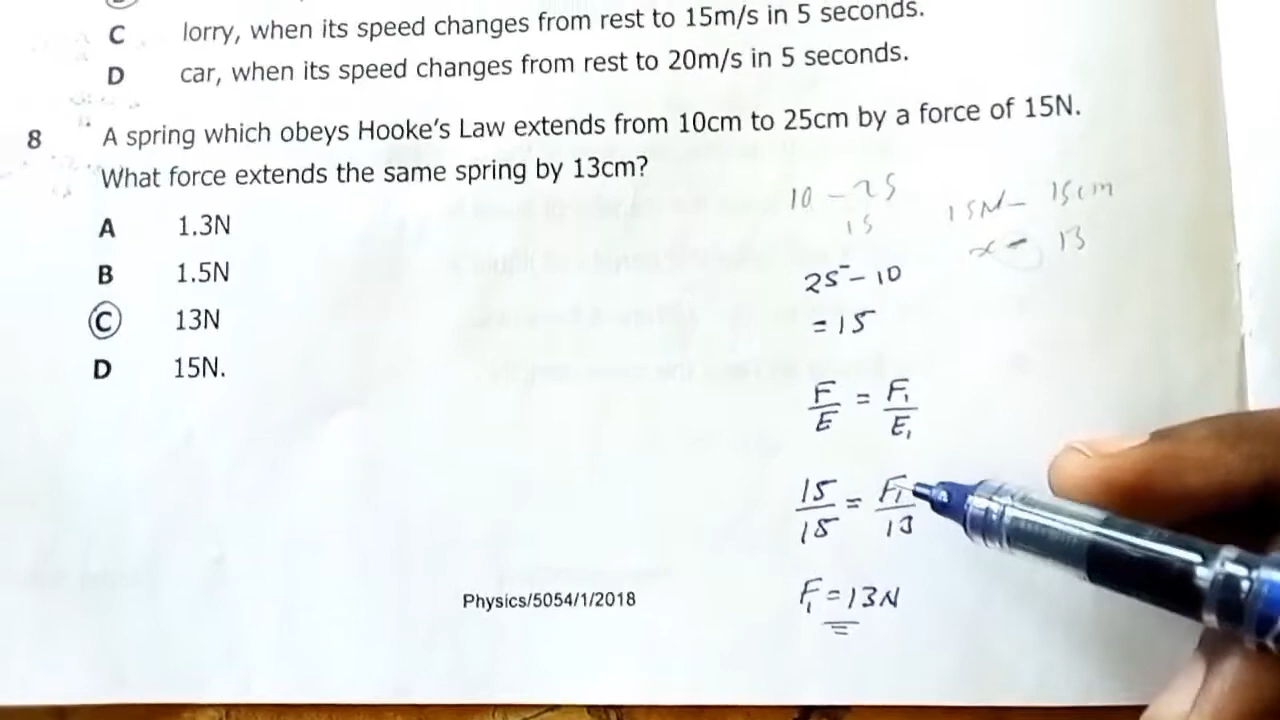 C lorry, when its speed changes from rest to 15m/s in 5 seconds.
D car, when its speed changes from rest to 20m/s in 5 seconds.
8 A spring which obeys Hooke's Law extends from 10cm to 25cm by a force of 15N.
What force extends the same spring by 13cm?
A 1.3N
B 1.5N
C 13N
D 15N.
10 - 25
15
15N - 15cm
x - 13
25 - 10
= 15
F/E = F₁/E₁
15/15 = F₁/13
F₁ = 13N
Physics/5054/1/2018